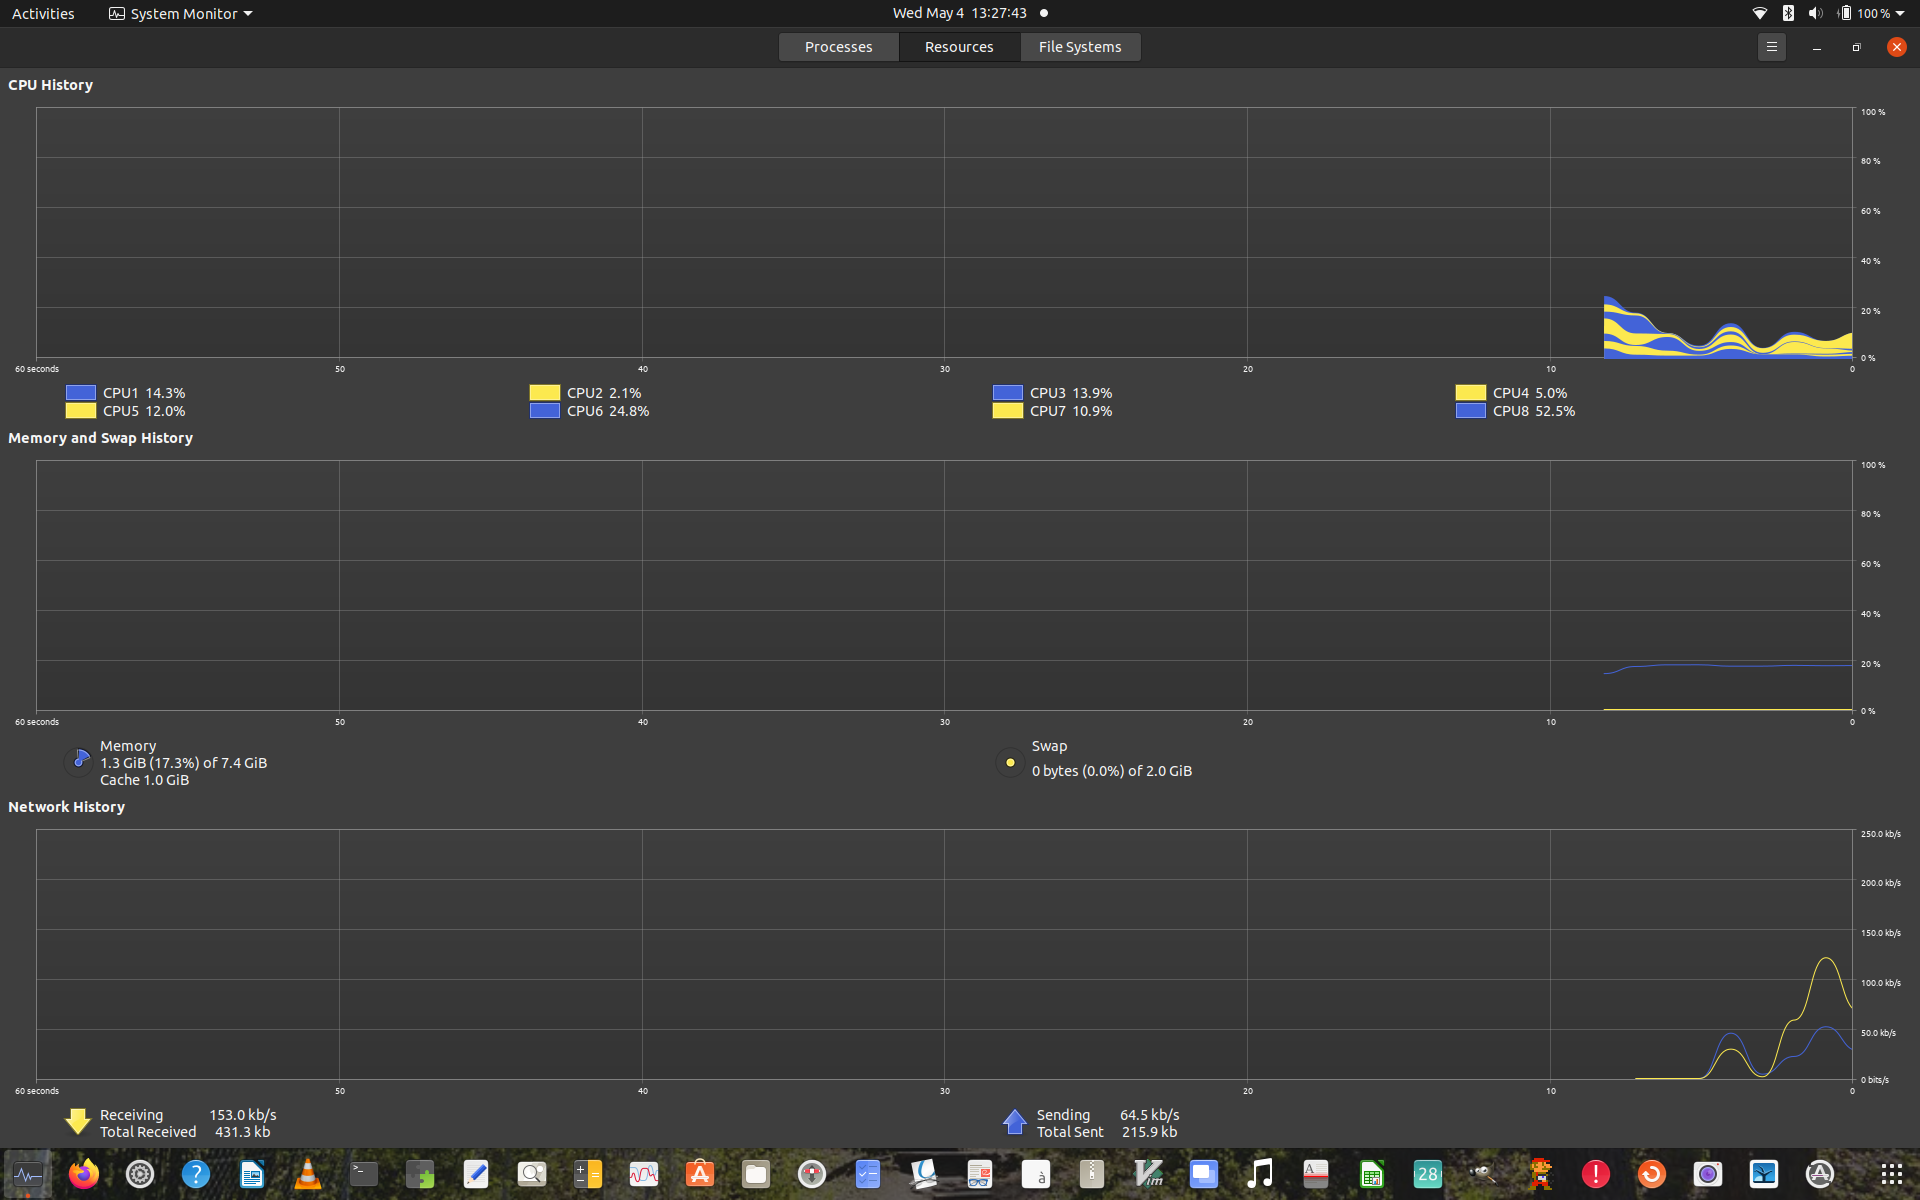 Activities
System Monitor
Wed May 4 13:27:43
100 %
Processes
Resources
File Systems
CPU History
100 %
80 %
60 %
40 %
20 %
0 %
60 seconds
50
40
30
20
10
0
CPU1 14.3%
CPU2 2.1%
CPU3 13.9%
CPU4 5.0%
CPU5 12.0%
CPU6 24.8%
CPU7 10.9%
CPU8 52.5%
Memory and Swap History
100 %
80 %
60 %
40 %
20 %
0 %
60 seconds
50
40
30
20
10
0
Memory
1.3 GiB (17.3%) of 7.4 GiB
Cache 1.0 GiB
Swap
0 bytes (0.0%) of 2.0 GiB
Network History
250.0 kb/s
200.0 kb/s
150.0 kb/s
100.0 kb/s
50.0 kb/s
0 bits/s
60 seconds
50
40
30
20
10
0
Receiving 153.0 kb/s
Total Received 431.3 kb
Sending 64.5 kb/s
Total Sent 215.9 kb
?
>_
A
à
Vim
A
28
!